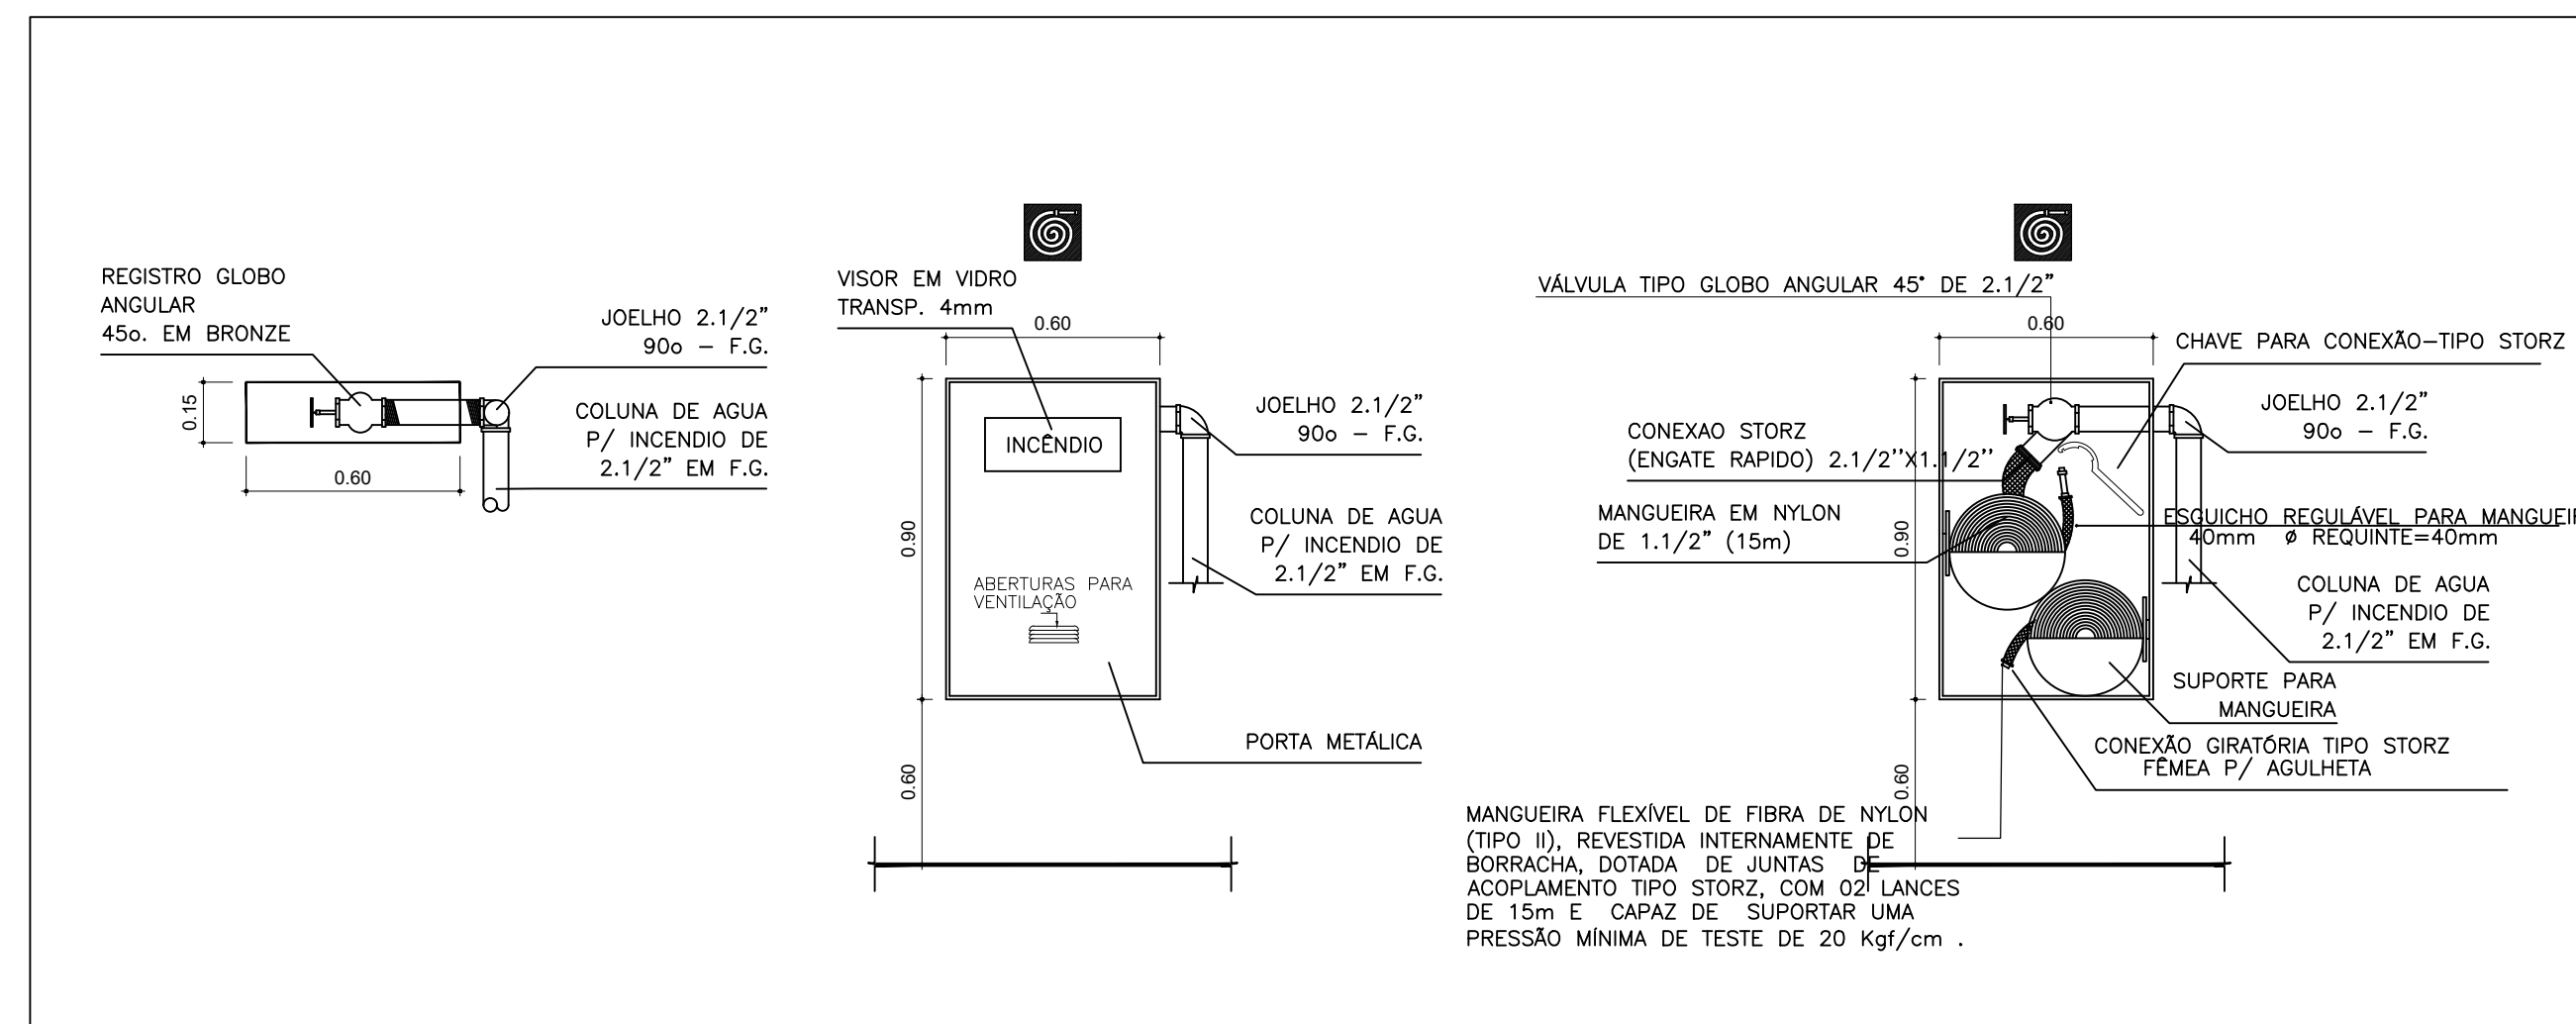 REGISTRO GLOBO
ANGULAR
45o. EM BRONZE
JOELHO 2.1/2"
90o – F.G.
COLUNA DE AGUA
P/ INCENDIO DE
2.1/2" EM F.G.
0.15
0.60
VISOR EM VIDRO
TRANSP. 4mm
0.60
INCÊNDIO
JOELHO 2.1/2"
90o – F.G.
0.90
COLUNA DE AGUA
P/ INCENDIO DE
2.1/2" EM F.G.
ABERTURAS PARA
VENTILAÇÃO
PORTA METÁLICA
0.60
VÁLVULA TIPO GLOBO ANGULAR 45° DE 2.1/2"
0.60
CHAVE PARA CONEXÃO–TIPO STORZ
JOELHO 2.1/2"
90o – F.G.
CONEXAO STORZ
(ENGATE RAPIDO) 2.1/2''X1.1/2''
MANGUEIRA EM NYLON
DE 1.1/2" (15m)
0.90
ESGUICHO REGULÁVEL PARA
40mm Ø REQUINTE=40mm
COLUNA DE AGUA
P/ INCENDIO DE
2.1/2" EM F.G.
SUPORTE PARA
MANGUEIRA
CONEXÃO GIRATÓRIA TIPO STORZ
FÊMEA P/ AGULHETA
0.60
MANGUEIRA FLEXÍVEL DE FIBRA DE NYLON
(TIPO II), REVESTIDA INTERNAMENTE DE
BORRACHA, DOTADA DE JUNTAS DE
ACOPLAMENTO TIPO STORZ, COM 02 LANCES
DE 15m E CAPAZ DE SUPORTAR UMA
PRESSÃO MÍNIMA DE TESTE DE 20 Kgf/cm .